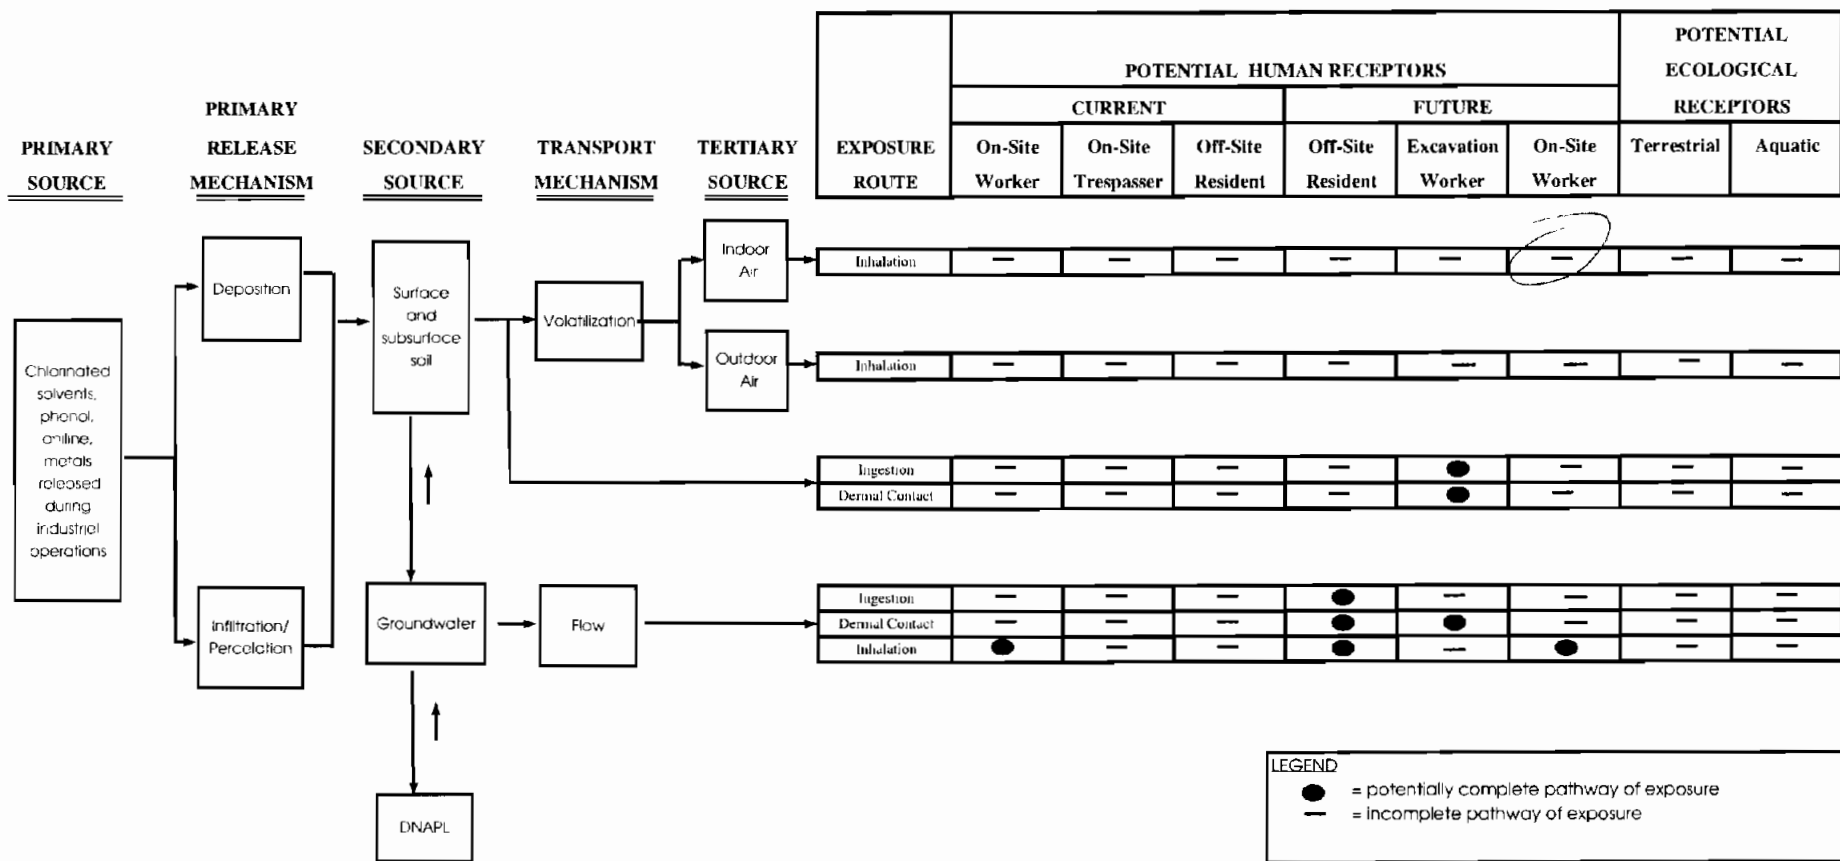 POTENTIAL HUMAN RECEPTORS
POTENTIAL
ECOLOGICAL
RECEPTORS
CURRENT
FUTURE
PRIMARY
SOURCE
PRIMARY
RELEASE
MECHANISM
SECONDARY
SOURCE
TRANSPORT
MECHANISM
TERTIARY
SOURCE
EXPOSURE
ROUTE
On-Site
Worker
On-Site
Trespasser
Off-Site
Resident
Off-Site
Resident
Excavation
Worker
On-Site
Worker
Terrestrial
Aquatic
Chlorinated
solvents,
phenol,
aniline,
metals
released
during
industrial
operations
Deposition
Infiltration/
Percolation
Surface
and
subsurface
soil
Groundwater
DNAPL
Volatilization
Flow
Indoor
Air
Outdoor
Air
Inhalation — — — — — — — —
Inhalation — — — — — — — —
Ingestion — — — — ● — — —
Dermal Contact — — — — ● — — —
Ingestion — — — ● — — — —
Dermal Contact — — — ● ● — — —
Inhalation ● — — ● — ● — —
LEGEND
● = potentially complete pathway of exposure
— = incomplete pathway of exposure